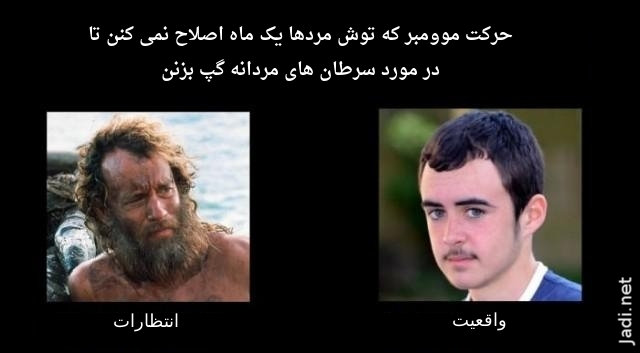 حرکت موومبر که توش مردها یک ماه اصلاح نمی کنن تا
در مورد سرطان های مردانه گپ بزنن
واقعیت
انتظارات
Jadi.net